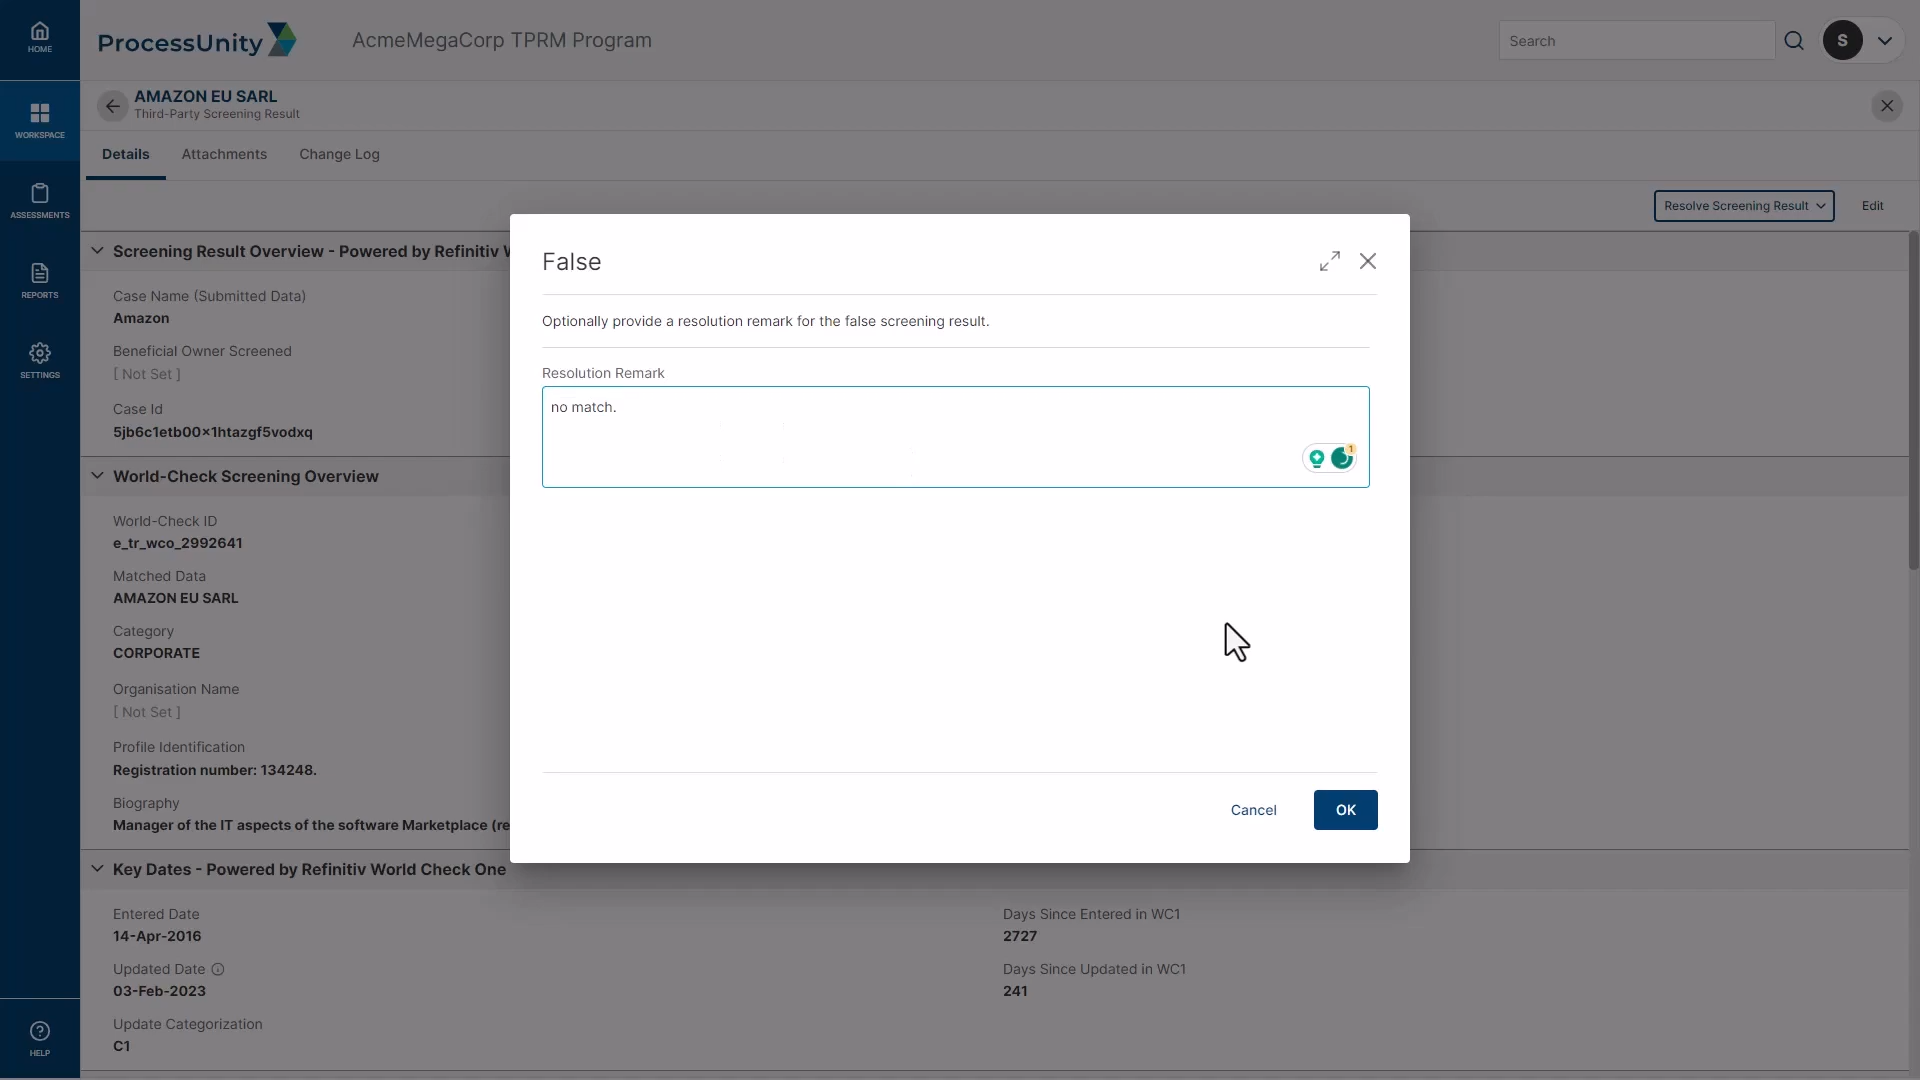 HOME
ProcessUnity
AcmeMegaCorp TPRM Program
Search
S
WORKSPACE
AMAZON EU SARL
Third-Party Screening Result
Details
Attachments
Change Log
ASSESSMENTS
Resolve Screening Result
Edit
REPORTS
SETTINGS
HELP
Screening Result Overview - Powered by Refinitiv
Case Name (Submitted Data)
Amazon
Beneficial Owner Screened
[ Not Set ]
Case Id
5jb6c1etb00x1htazgf5vodxq
World-Check Screening Overview
World-Check ID
e_tr_wco_2992641
Matched Data
AMAZON EU SARL
Category
CORPORATE
Organisation Name
[ Not Set ]
Profile Identification
Registration number: 134248.
Biography
Manager of the IT aspects of the software Marketplace (re
Key Dates - Powered by Refinitiv World Check One
Entered Date
14-Apr-2016
Days Since Entered in WC1
2727
Updated Date
03-Feb-2023
Days Since Updated in WC1
241
Update Categorization
C1
False
Optionally provide a resolution remark for the false screening result.
Resolution Remark
no match.
1
Cancel
OK